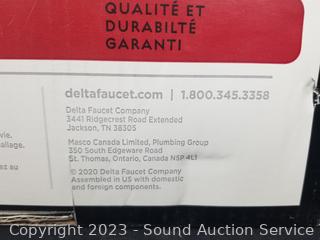 QUALITÉ ET
DURABILTÉ
GARANTI
deltafaucet.com | 1.800.345.3358
Delta Faucet Company
3441 Ridgecrest Road Extended
Jackson, TN 38305
vie.
allage.
Masco Canada Limited, Plumbing Group
350 South Edgeware Road
St. Thomas, Ontario, Canada N5P 4L1
ez au
© 2020 Delta Faucet Company
Assembled in US with domestic
and foreign components.
Copyright 2023 - Sound Auction Service